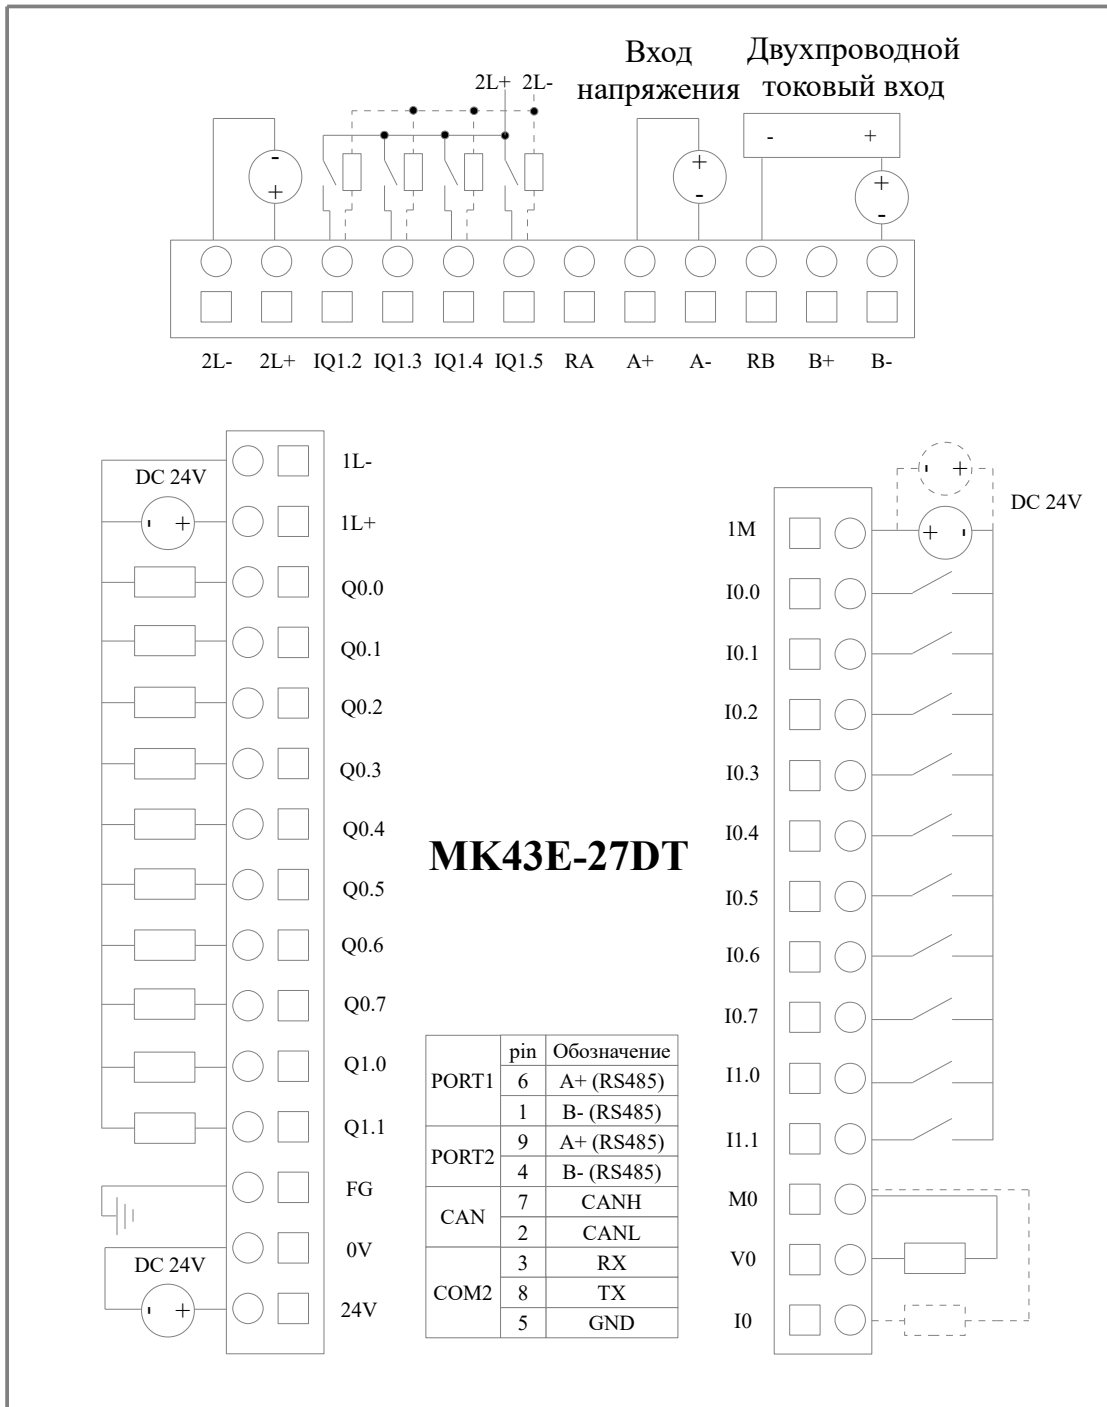 Вход
напряжения
Двухпроводной
токовый вход
2L+ 2L-
- +
+ - + -
- +
2L- 2L+ IQ1.2 IQ1.3 IQ1.4 IQ1.5 RA A+ A- RB B+ B-
1L-
DC 24V
- +
1L+
Q0.0
Q0.1
Q0.2
Q0.3
Q0.4
Q0.5
Q0.6
Q0.7
Q1.0
Q1.1
FG
0V
DC 24V
- +
24V
MK43E-27DT
pin Обозначение
PORT1 6 A+ (RS485)
1 B- (RS485)
PORT2 9 A+ (RS485)
4 B- (RS485)
CAN 7 CANH
2 CANL
COM2 3 RX
8 TX
5 GND
- +
DC 24V
+ -
1M
I0.0
I0.1
I0.2
I0.3
I0.4
I0.5
I0.6
I0.7
I1.0
I1.1
M0
V0
I0